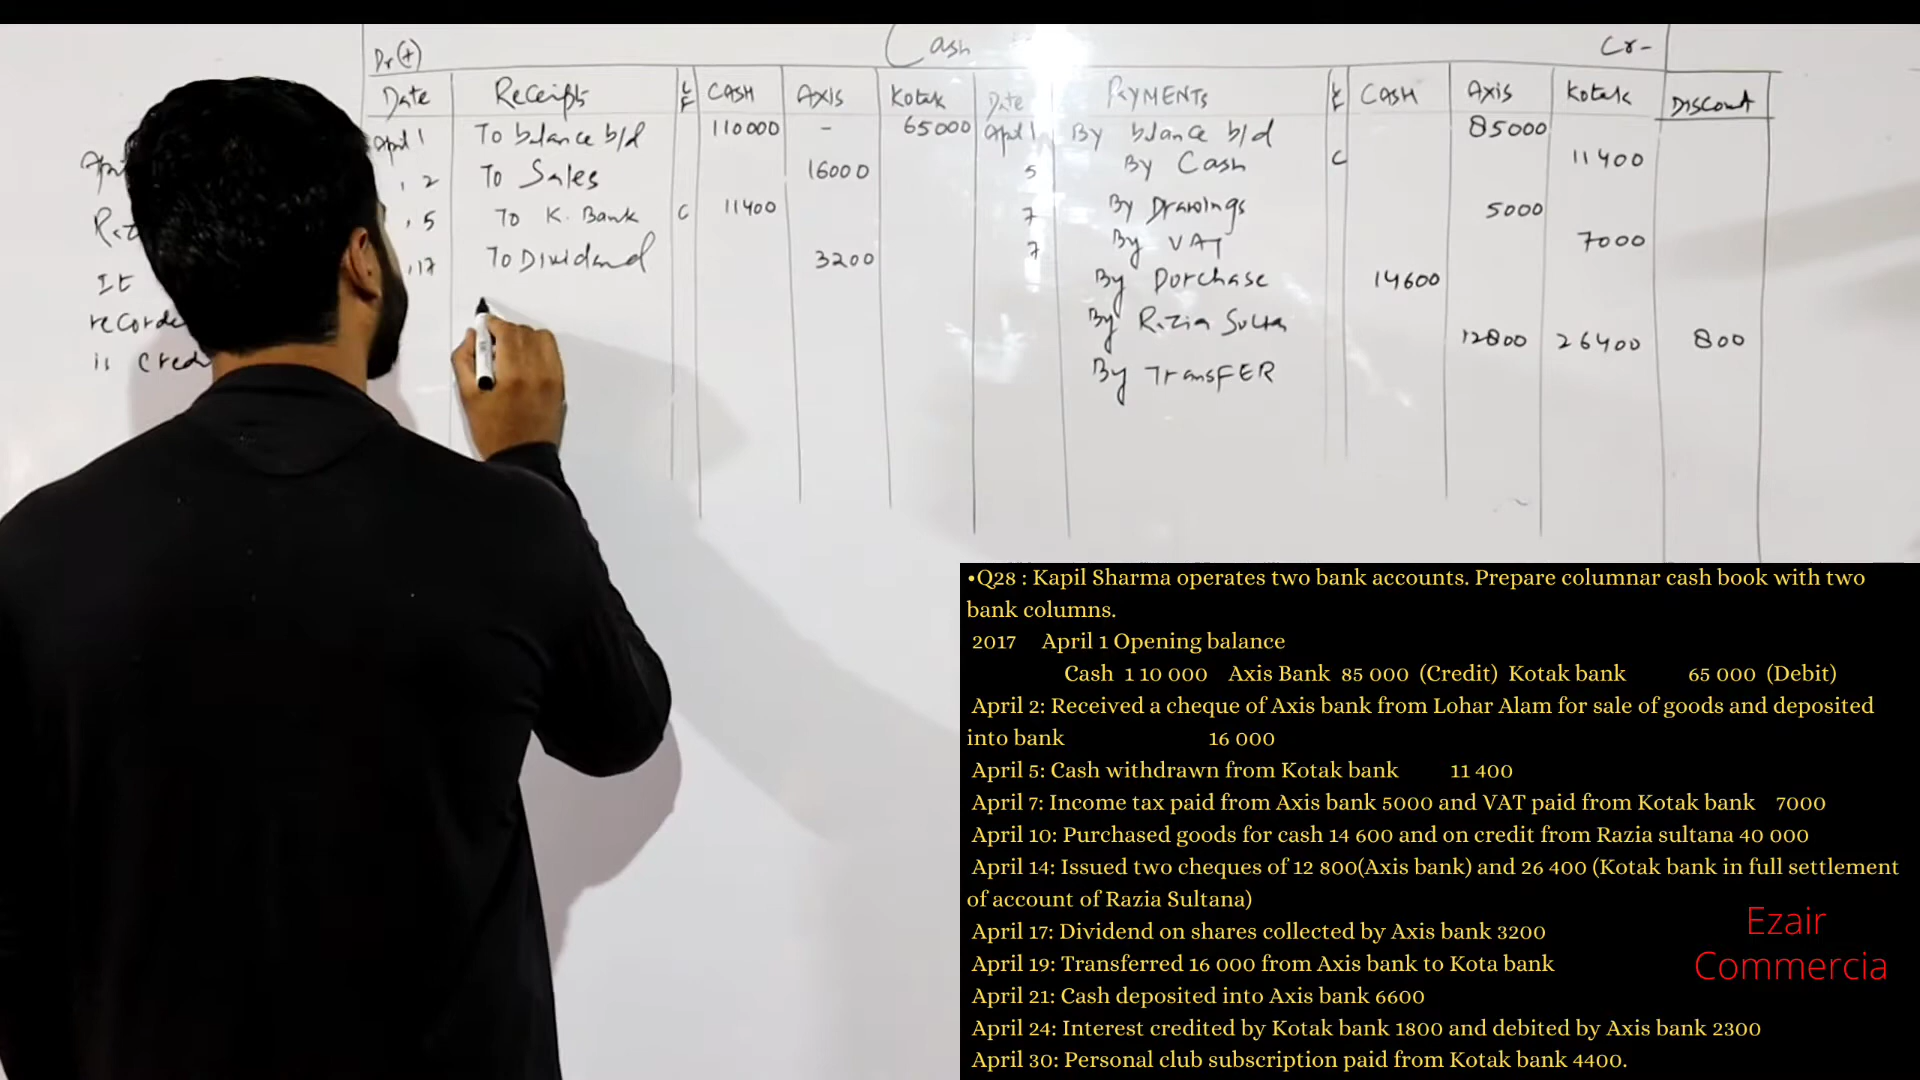 Cash
Dr (+)
Cr -
Date Receipts LF CASH AXIS Kotak Date PAYMENTS LF CASH AXIS Kotak DISCOUNT
April 1 To balance b/d 110000 - 65000 April 1 By balance b/d 85000
, 2 To Sales 16000 5 By Cash C 11400
, 5 To K. Bank C 11400 7 By Drawings 5000
, 17 To Dividend 3200 7 By VAT 7000
By Purchase 14600
By Razia Sulta 12800 26400 800
By TransFER
It
recorde
is cred
•Q28 : Kapil Sharma operates two bank accounts. Prepare columnar cash book with two
bank columns.
2017 April 1 Opening balance
Cash 1 10 000 Axis Bank 85 000 (Credit) Kotak bank 65 000 (Debit)
April 2: Received a cheque of Axis bank from Lohar Alam for sale of goods and deposited
into bank 16 000
April 5: Cash withdrawn from Kotak bank 11 400
April 7: Income tax paid from Axis bank 5000 and VAT paid from Kotak bank 7000
April 10: Purchased goods for cash 14 600 and on credit from Razia sultana 40 000
April 14: Issued two cheques of 12 800(Axis bank) and 26 400 (Kotak bank in full settlement
of account of Razia Sultana)
April 17: Dividend on shares collected by Axis bank 3200
April 19: Transferred 16 000 from Axis bank to Kota bank
April 21: Cash deposited into Axis bank 6600
April 24: Interest credited by Kotak bank 1800 and debited by Axis bank 2300
April 30: Personal club subscription paid from Kotak bank 4400.
Ezair
Commercia